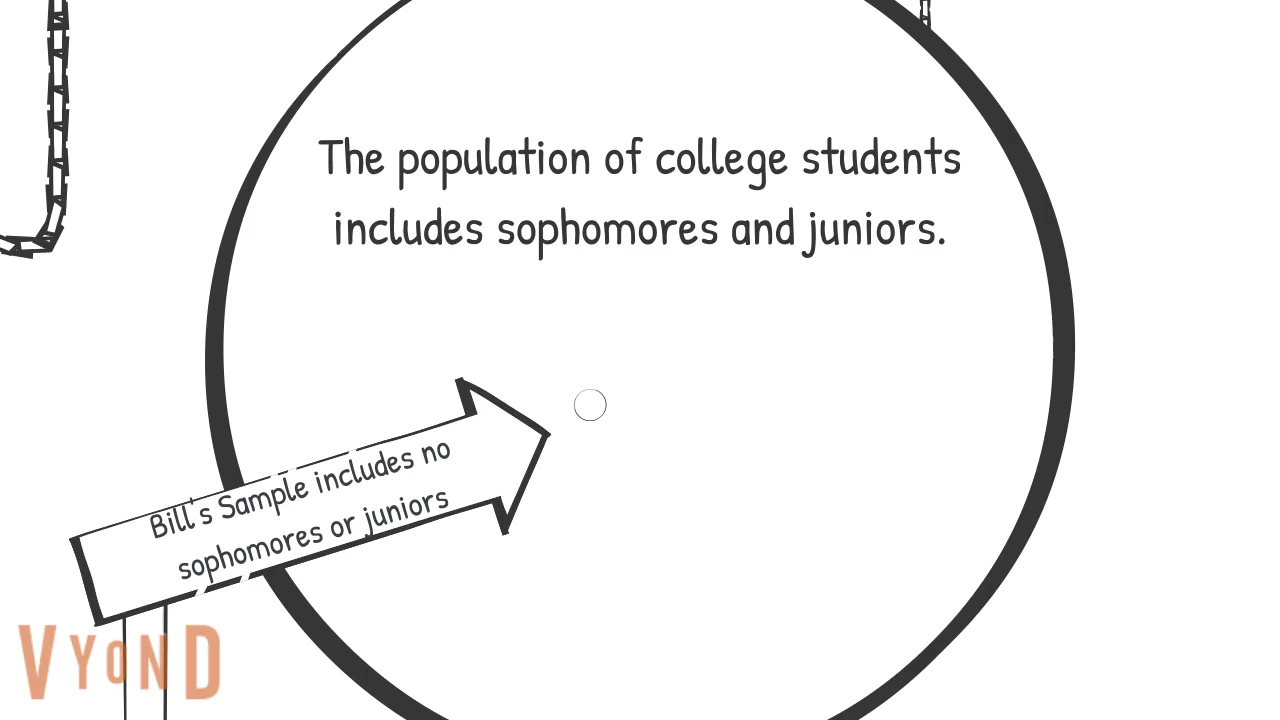 The population of college students
includes sophomores and juniors.
Bill's Sample includes no
sophomores or juniors
VYOND